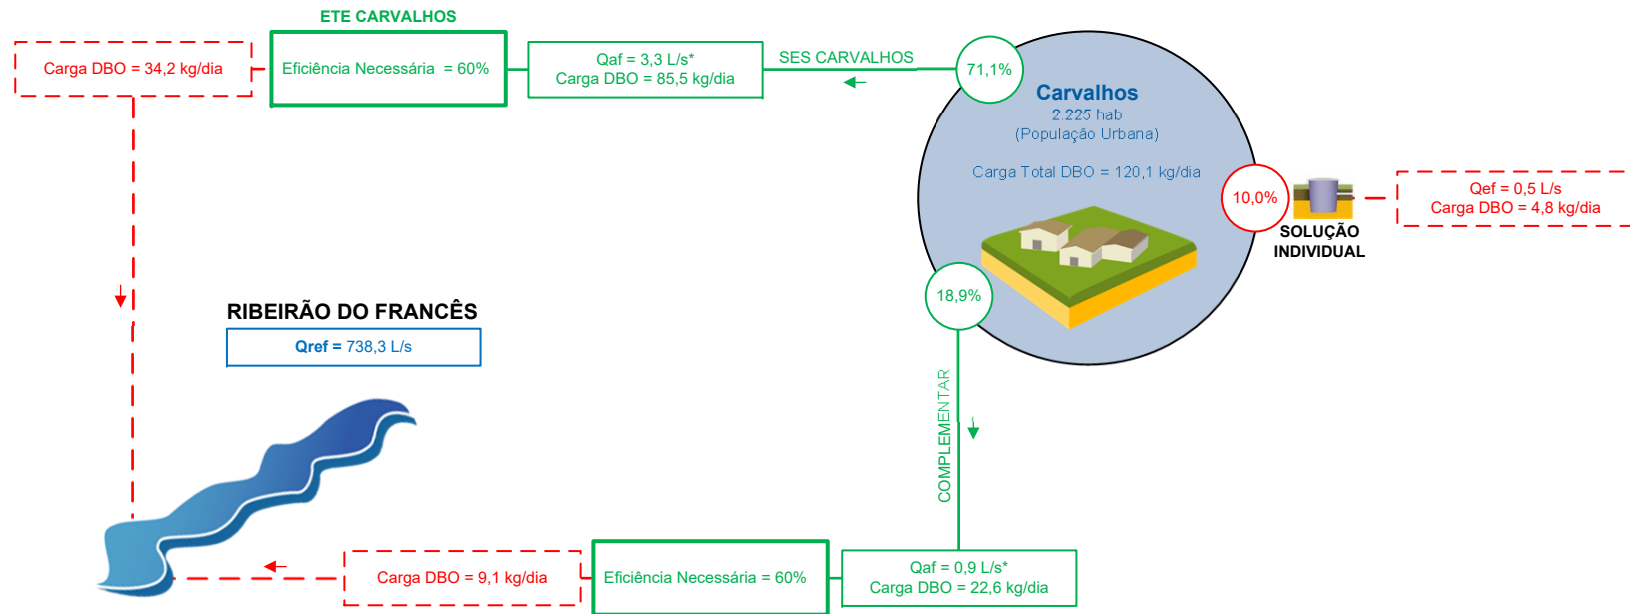 ETE CARVALHOS
Carga DBO = 34,2 kg/dia
Eficiência Necessária = 60%
Qaf = 3,3 L/s*
Carga DBO = 85,5 kg/dia
SES CARVALHOS
71,1%
Carvalhos
2.225 hab
(População Urbana)
Carga Total DBO = 120,1 kg/dia
10,0%
SOLUÇÃO
INDIVIDUAL
Qef = 0,5 L/s
Carga DBO = 4,8 kg/dia
18,9%
COMPLEMENTAR
RIBEIRÃO DO FRANCÊS
Qref = 738,3 L/s
Carga DBO = 9,1 kg/dia
Eficiência Necessária = 60%
Qaf = 0,9 L/s*
Carga DBO = 22,6 kg/dia